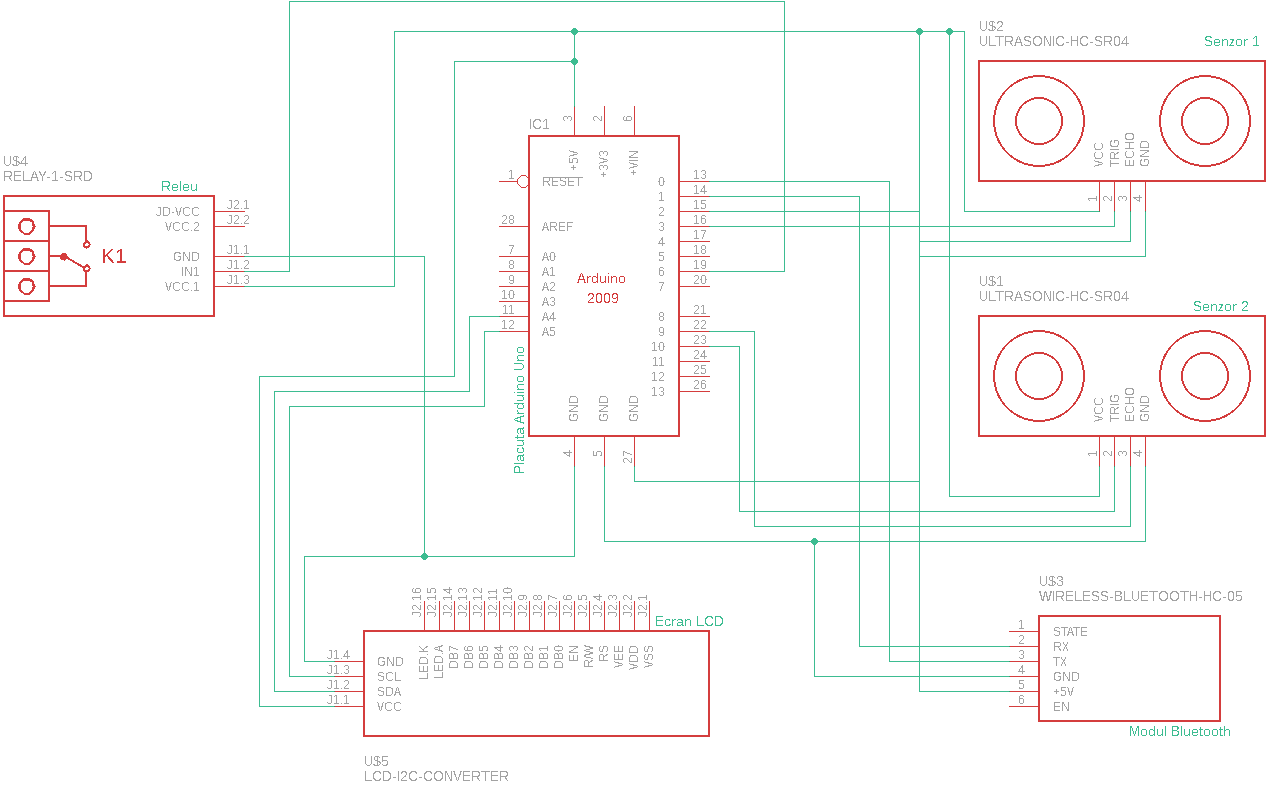 U$2
ULTRASONIC-HC-SR04
Senzor 1
VCC
TRIG
ECHO
GND
1
2
3
4
U$4
RELAY-1-SRD
Releu
JD-VCC
J2.1
VCC.2
J2.2
GND
J1.1
IN1
J1.2
VCC.1
J1.3
K1
IC1
3
2
6
+5V
+3V3
+VIN
1
RESET
28
AREF
7
A0
8
A1
9
A2
10
A3
11
A4
12
A5
Arduino
2009
0
13
1
14
2
15
3
16
4
17
5
18
6
19
7
20
8
21
9
22
10
23
11
24
12
25
13
26
GND
GND
GND
4
5
27
Placuta Arduino Uno
U$1
ULTRASONIC-HC-SR04
Senzor 2
VCC
TRIG
ECHO
GND
1
2
3
4
J2.16
J2.15
J2.14
J2.13
J2.12
J2.11
J2.10
J2.9
J2.8
J2.7
J2.6
J2.5
J2.4
J2.3
J2.2
J2.1
Ecran LCD
LED.K
LED.A
DB7
DB6
DB5
DB4
DB3
DB2
DB1
DB0
EN
R/W
RS
VEE
VDD
VSS
J1.4
GND
J1.3
SCL
J1.2
SDA
J1.1
VCC
U$5
LCD-I2C-CONVERTER
U$3
WIRELESS-BLUETOOTH-HC-05
1
STATE
2
RX
3
TX
4
GND
5
+5V
6
EN
Modul Bluetooth